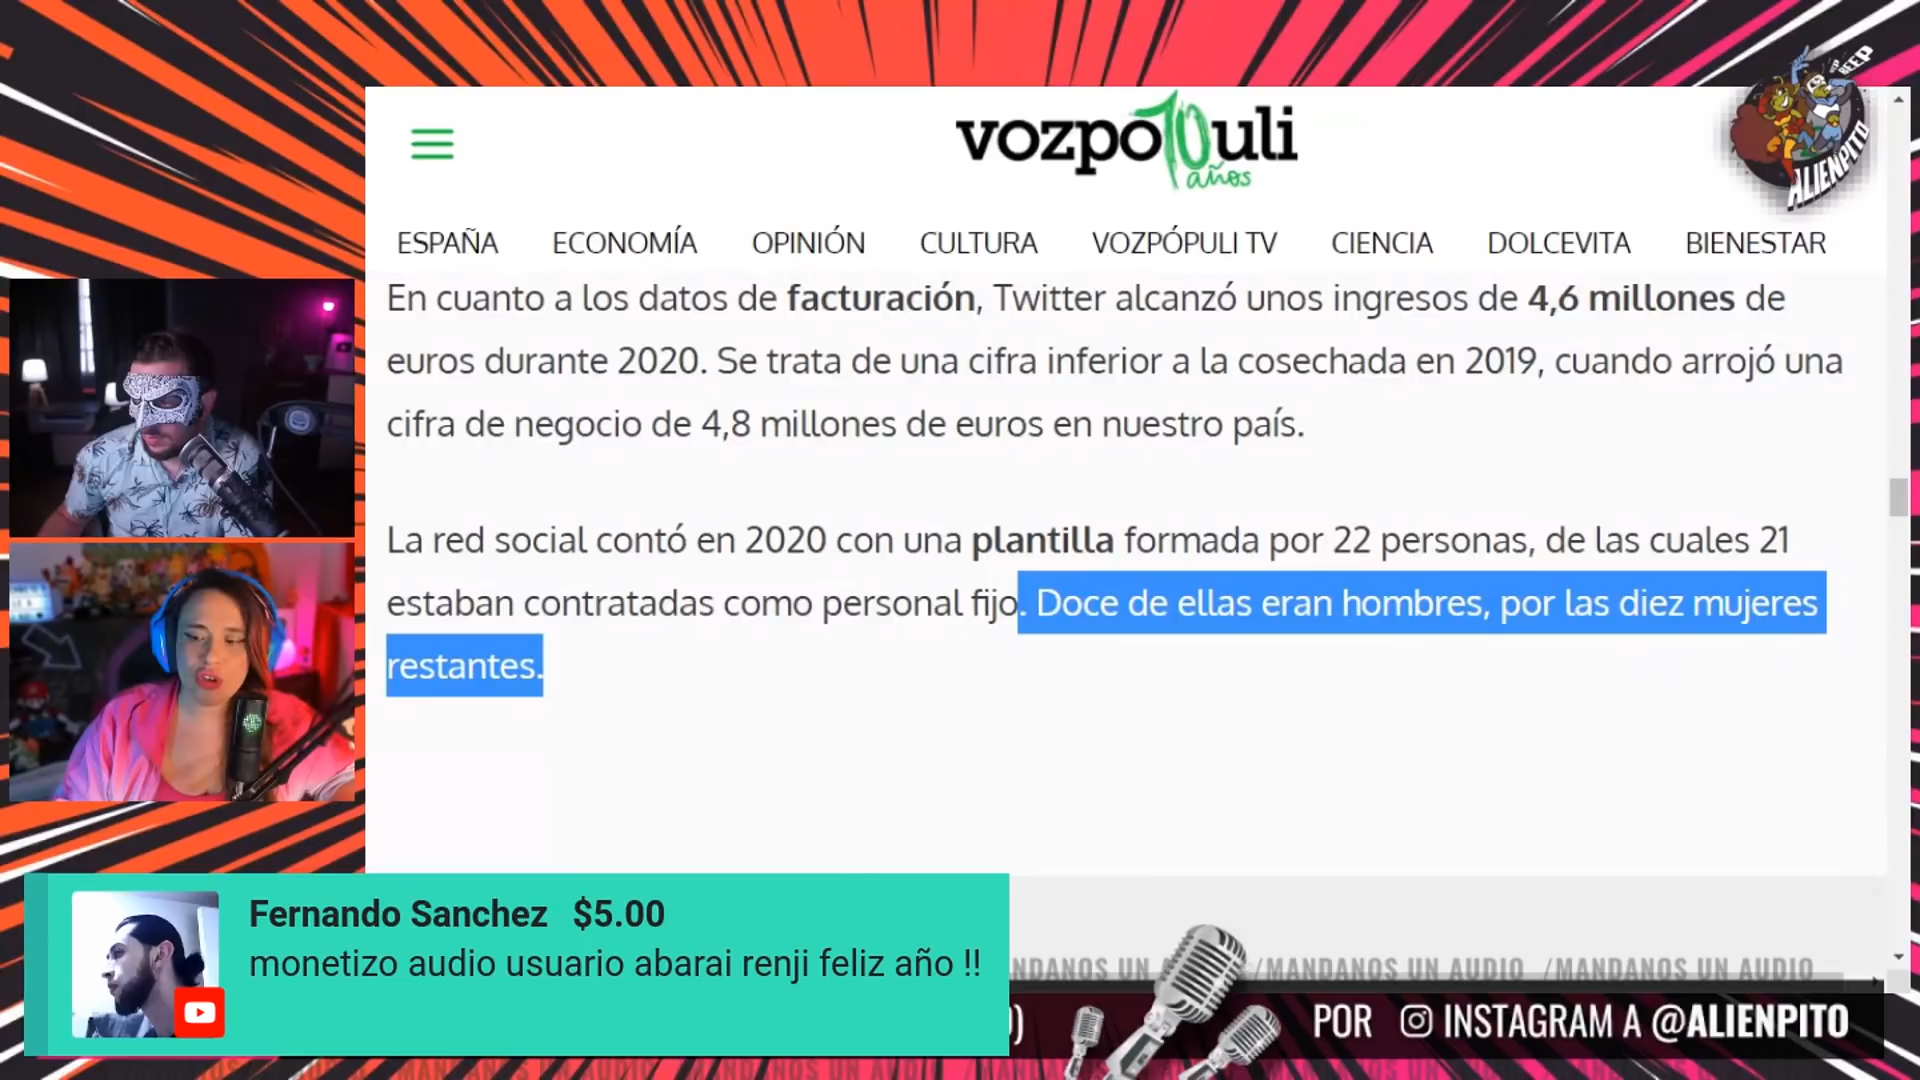 vozpo10uli
años
BEEP
ALIENPITO
ESPAÑA ECONOMÍA OPINIÓN CULTURA VOZPÓPULI TV CIENCIA DOLCEVITA BIENESTAR
En cuanto a los datos de facturación, Twitter alcanzó unos ingresos de 4,6 millones de
euros durante 2020. Se trata de una cifra inferior a la cosechada en 2019, cuando arrojó una
cifra de negocio de 4,8 millones de euros en nuestro país.
La red social contó en 2020 con una plantilla formada por 22 personas, de las cuales 21
estaban contratadas como personal fijo. Doce de ellas eran hombres, por las diez mujeres
restantes.
Fernando Sanchez $5.00
monetizo audio usuario abarai renji feliz año !!
NDANOS UN A /MANDANOS UN AUDIO /MANDANOS UN AUDIO
) POR INSTAGRAM A @ALIENPITO